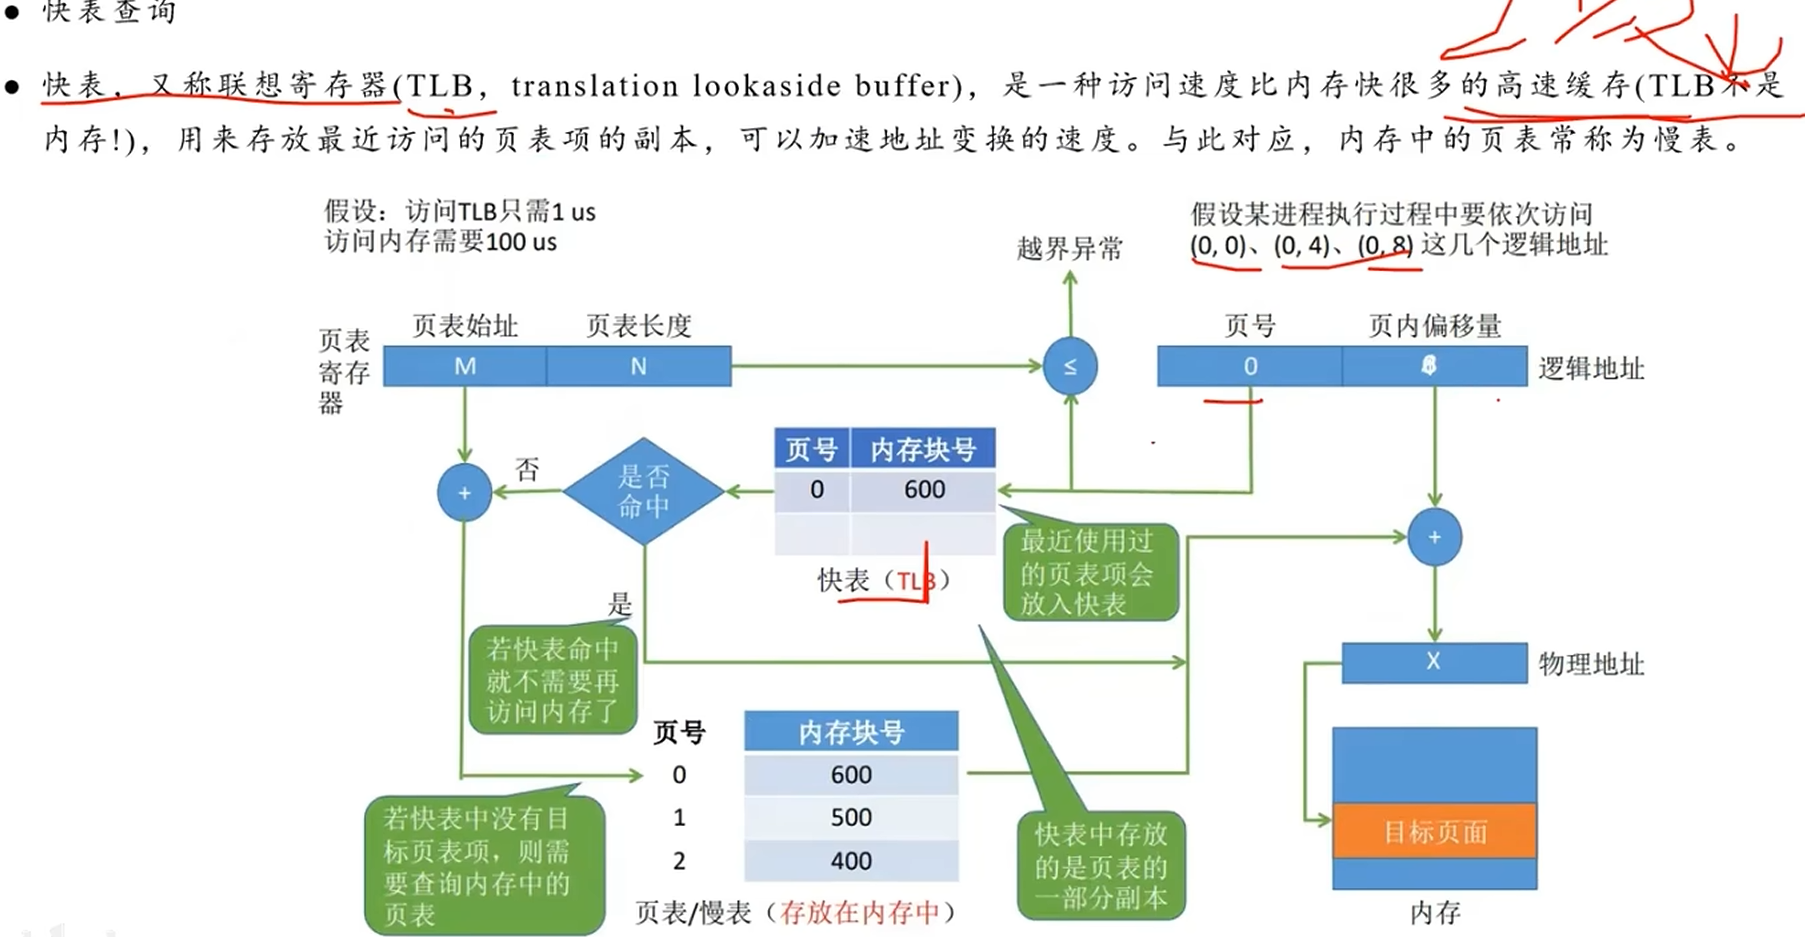 快表查询
快表，又称联想寄存器(TLB，translation lookaside buffer)，是一种访问速度比内存快很多的高速缓存(TLB不是
内存!)，用来存放最近访问的页表项的副本，可以加速地址变换的速度。与此对应，内存中的页表常称为慢表。
假设：访问TLB只需1 us
访问内存需要100 us
越界异常
假设某进程执行过程中要依次访问
(0, 0)、(0, 4)、(0, 8) 这几个逻辑地址
页表
寄存
器
页表始址 页表长度
M N
≤
页号 页内偏移量
0
逻辑地址
+
否
是否
命中
页号 内存块号
0 600
快表（TLB）
最近使用过
的页表项会
放入快表
+
是
若快表命中
就不需要再
访问内存了
X
物理地址
页号 内存块号
0 600
1 500
2 400
页表/慢表（存放在内存中）
若快表中没有目
标页表项，则需
要查询内存中的
页表
快表中存放
的是页表的
一部分副本
目标页面
内存